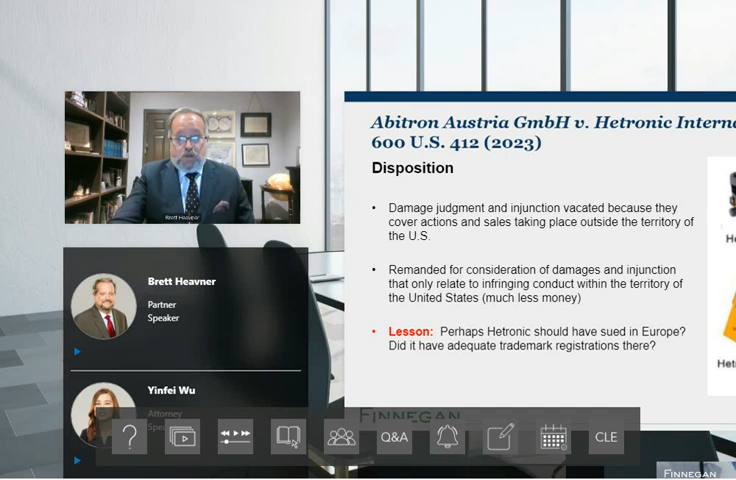 Brett Heavner
Brett Heavner
Partner
Speaker
Yinfei Wu
Attorney
Abitron Austria GmbH v. Hetronic
600 U.S. 412 (2023)
Disposition
• Damage judgment and injunction vacated because they
cover actions and sales taking place outside the territory of
the U.S.
• Remanded for consideration of damages and injunction
that only relate to infringing conduct within the territory of
the United States (much less money)
• Lesson: Perhaps Hetronic should have sued in Europe?
Did it have adequate trademark registrations there?
FINNEGAN
?
Q&A
CLE
FINNEGAN